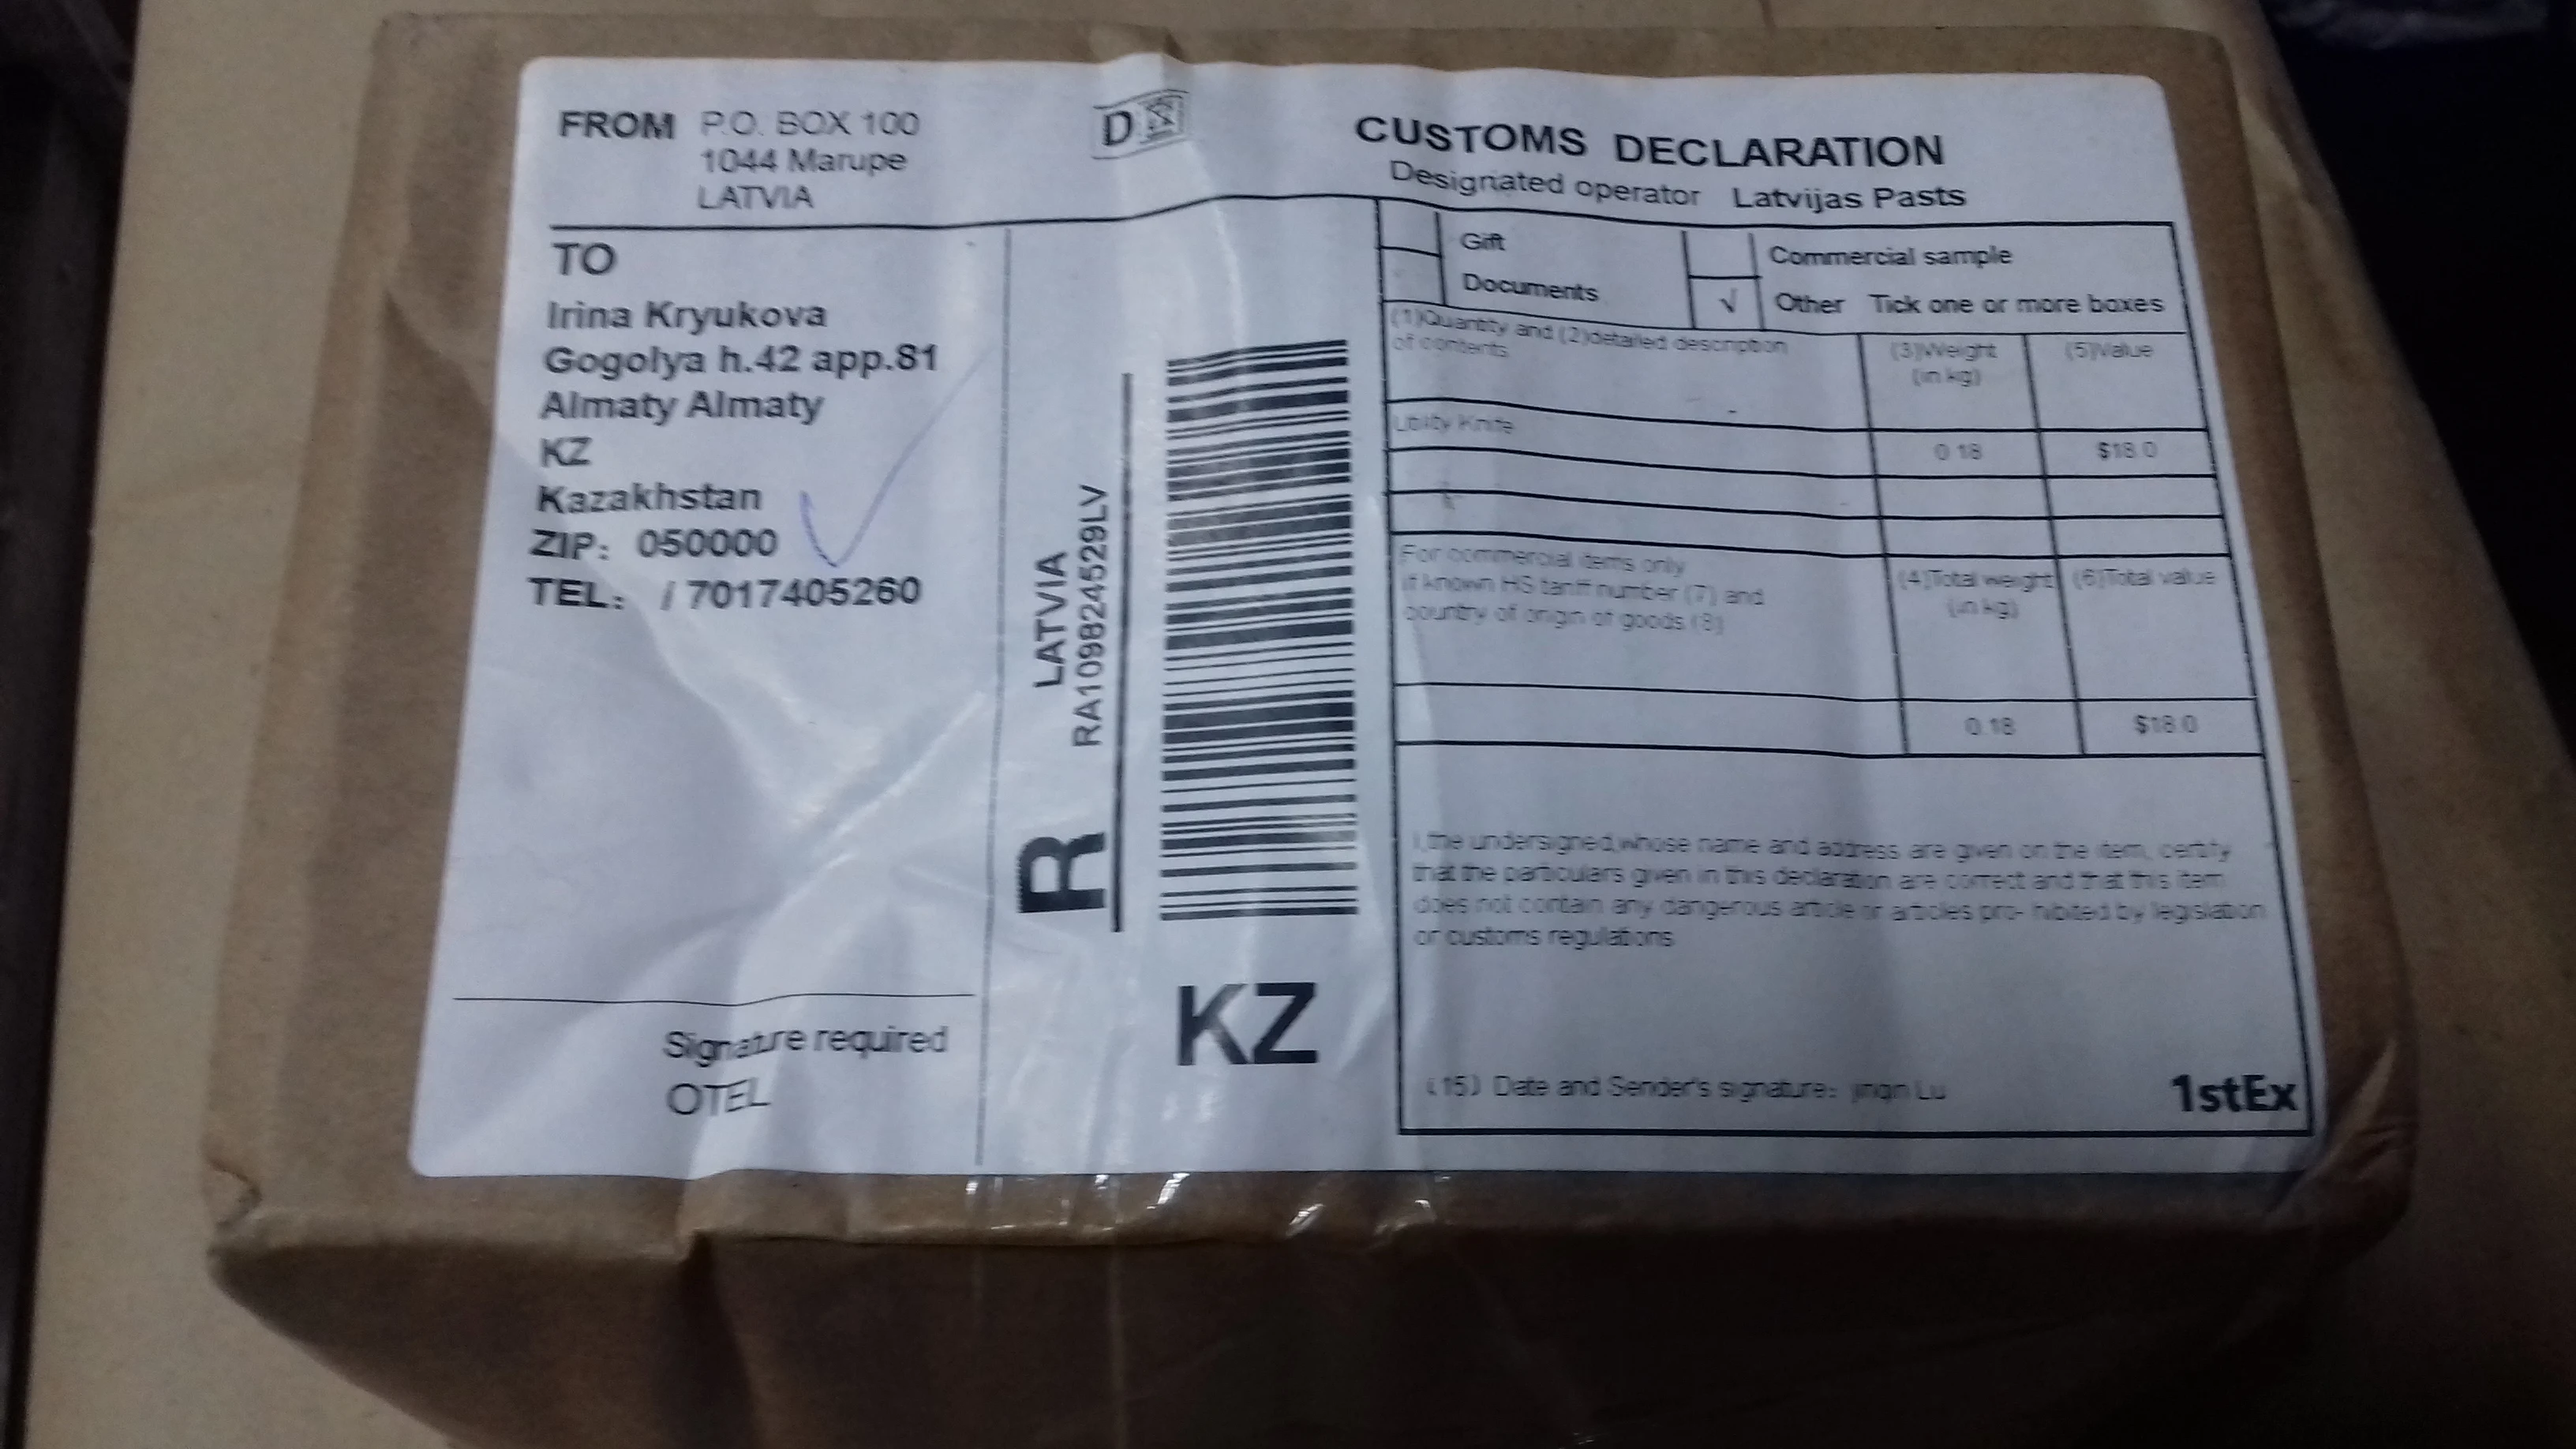 FROM P.O. BOX 100
1044 Marupe
LATVIA
TO
Irina Kryukova
Gogolya h.42 app.81
Almaty Almaty
KZ
Kazakhstan
ZIP: 050000
TEL: / 7017405260
Signature required
OTEL
D
LATVIA
RA109824529LV
R
KZ
CUSTOMS DECLARATION
Designated operator Latvijas Pasts
Gift
Commercial sample
Documents
√ Other Tick one or more boxes
(1)Quantity and (2)detailed description
of contents
(3)Weight
(in kg)
(5)Value
Utility Knife
0.18
$18.0
For commercial items only
If known HS tariff number (7) and
country of origin of goods (8)
(4)Total weight
(in kg)
(6)Total value
0.18
$18.0
I,the undersigned,whose name and address are given on the item, certify
that the particulars given in this declaration are correct and that this item
does not contain any dangerous article or articles pro- hibited by legislation
or customs regulations
(15) Date and Sender's signature: Lu
1stEx